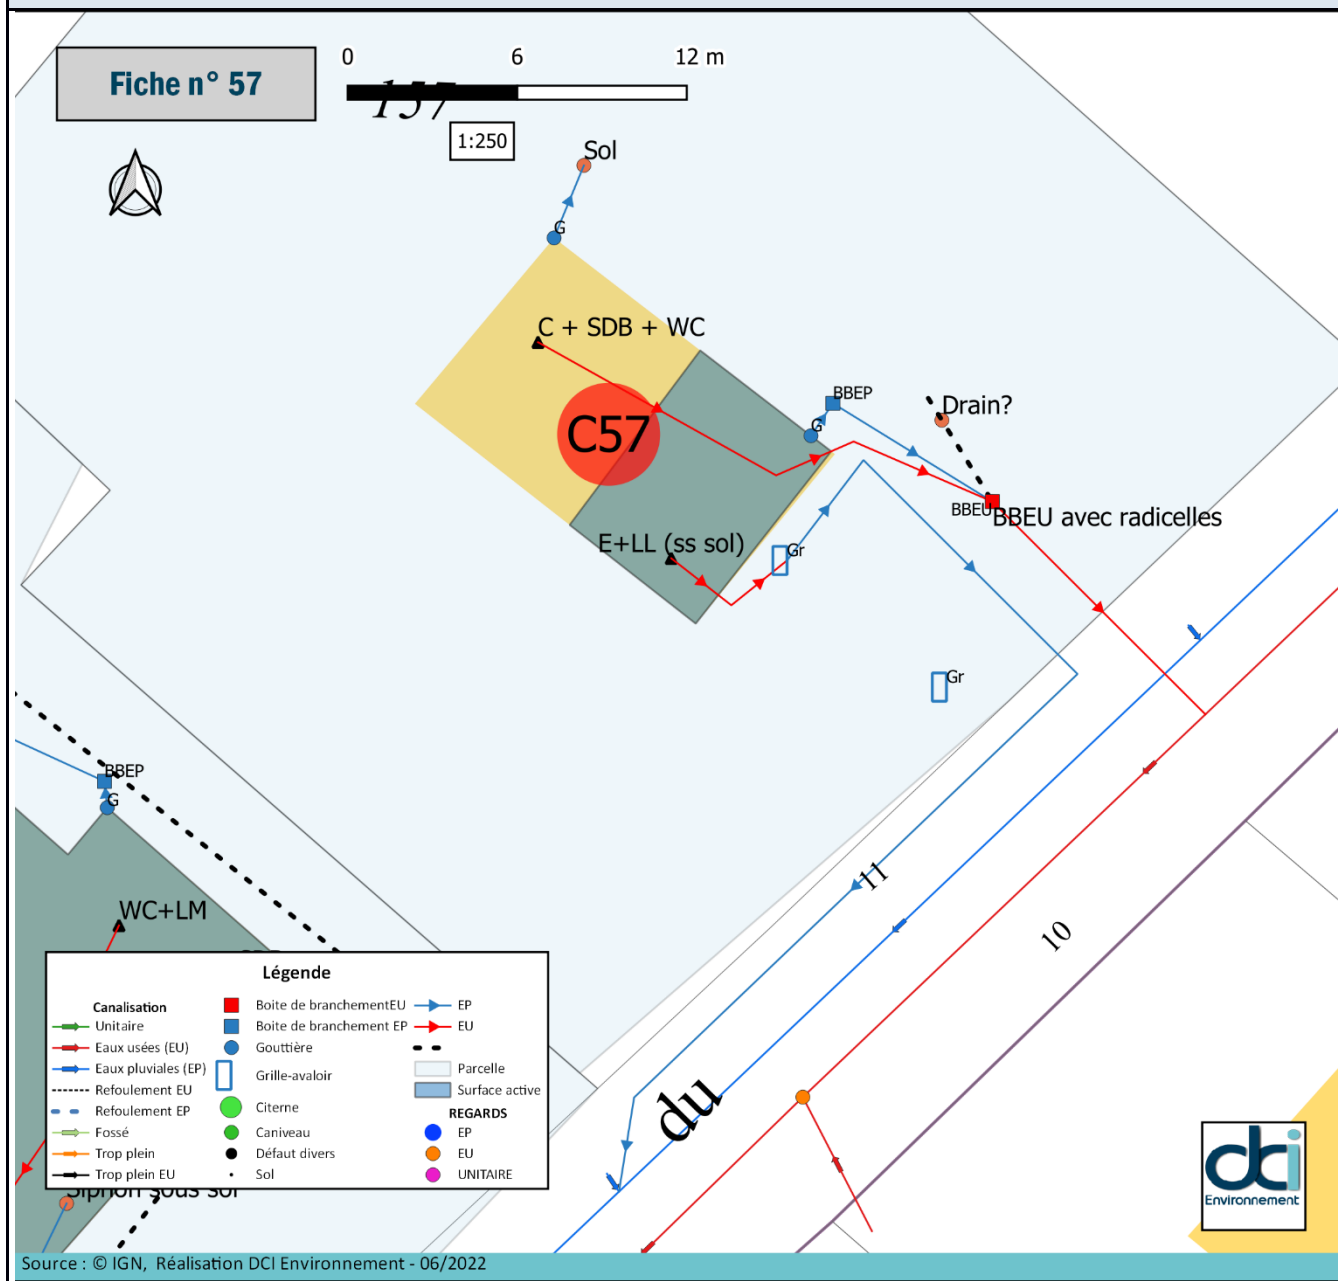 Fiche n° 57
0 6 12 m
157
1:250
Sol
G
C + SDB + WC
C57
BBEP
G
Drain?
BBEU
BBEU avec radicelles
E+LL (ss sol)
Gr
Gr
BBEP
G
11
10
WC+LM
du
Légende
Canalisation
Unitaire
Eaux usées (EU)
Eaux pluviales (EP)
Refoulement EU
Refoulement EP
Fossé
Trop plein
Trop plein EU
Boite de branchementEU
Boite de branchement EP
Gouttière
Grille-avaloir
Citerne
Caniveau
Défaut divers
Sol
EP
EU
Parcelle
Surface active
REGARDS
EP
EU
UNITAIRE
Siphon sous sol
dci
Environnement
Source : © IGN, Réalisation DCI Environnement - 06/2022